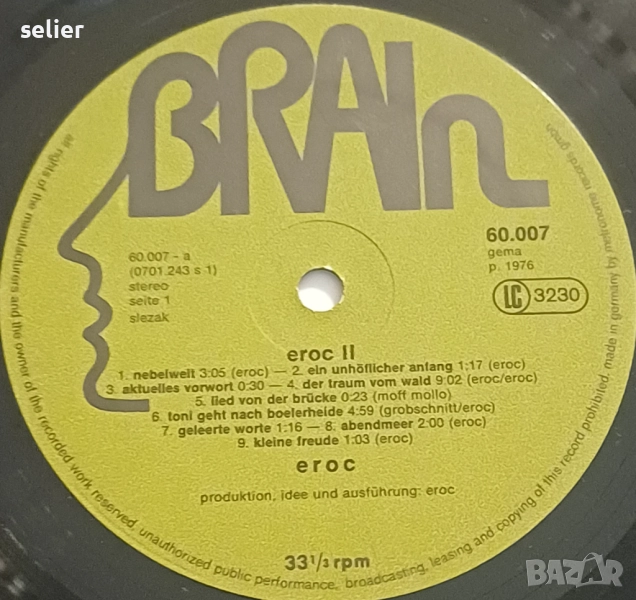 selier
BRAIn
60.007 - a
(0701.243 s 1)
stereo
seite 1
slezak
60.007
gema
p. 1976
LC 3230
eroc II
1. nebelwelt 3:05 (eroc) — 2. ein unhöflicher anfang 1:17 (eroc)
3. aktuelles vorwort 0:30 — 4. der traum vom wald 9:02 (eroc/eroc)
5. lied von der brücke 0:23 (moff mollo)
6. toni geht nach boelerheide 4:59 (grobschnitt/eroc)
7. geleerte worte 1:16 — 8. abendmeer 2:00 (eroc)
9. kleine freude 1:03 (eroc)
eroc
produktion, idee und ausführung: eroc
33 1/3 rpm
all rights of the manufacturers and the owner of the recorded work reserved, unauthorized public performance, broadcasting, leasing and copying of this record prohibited, made in germany by metronome records gmbh
BAZAR